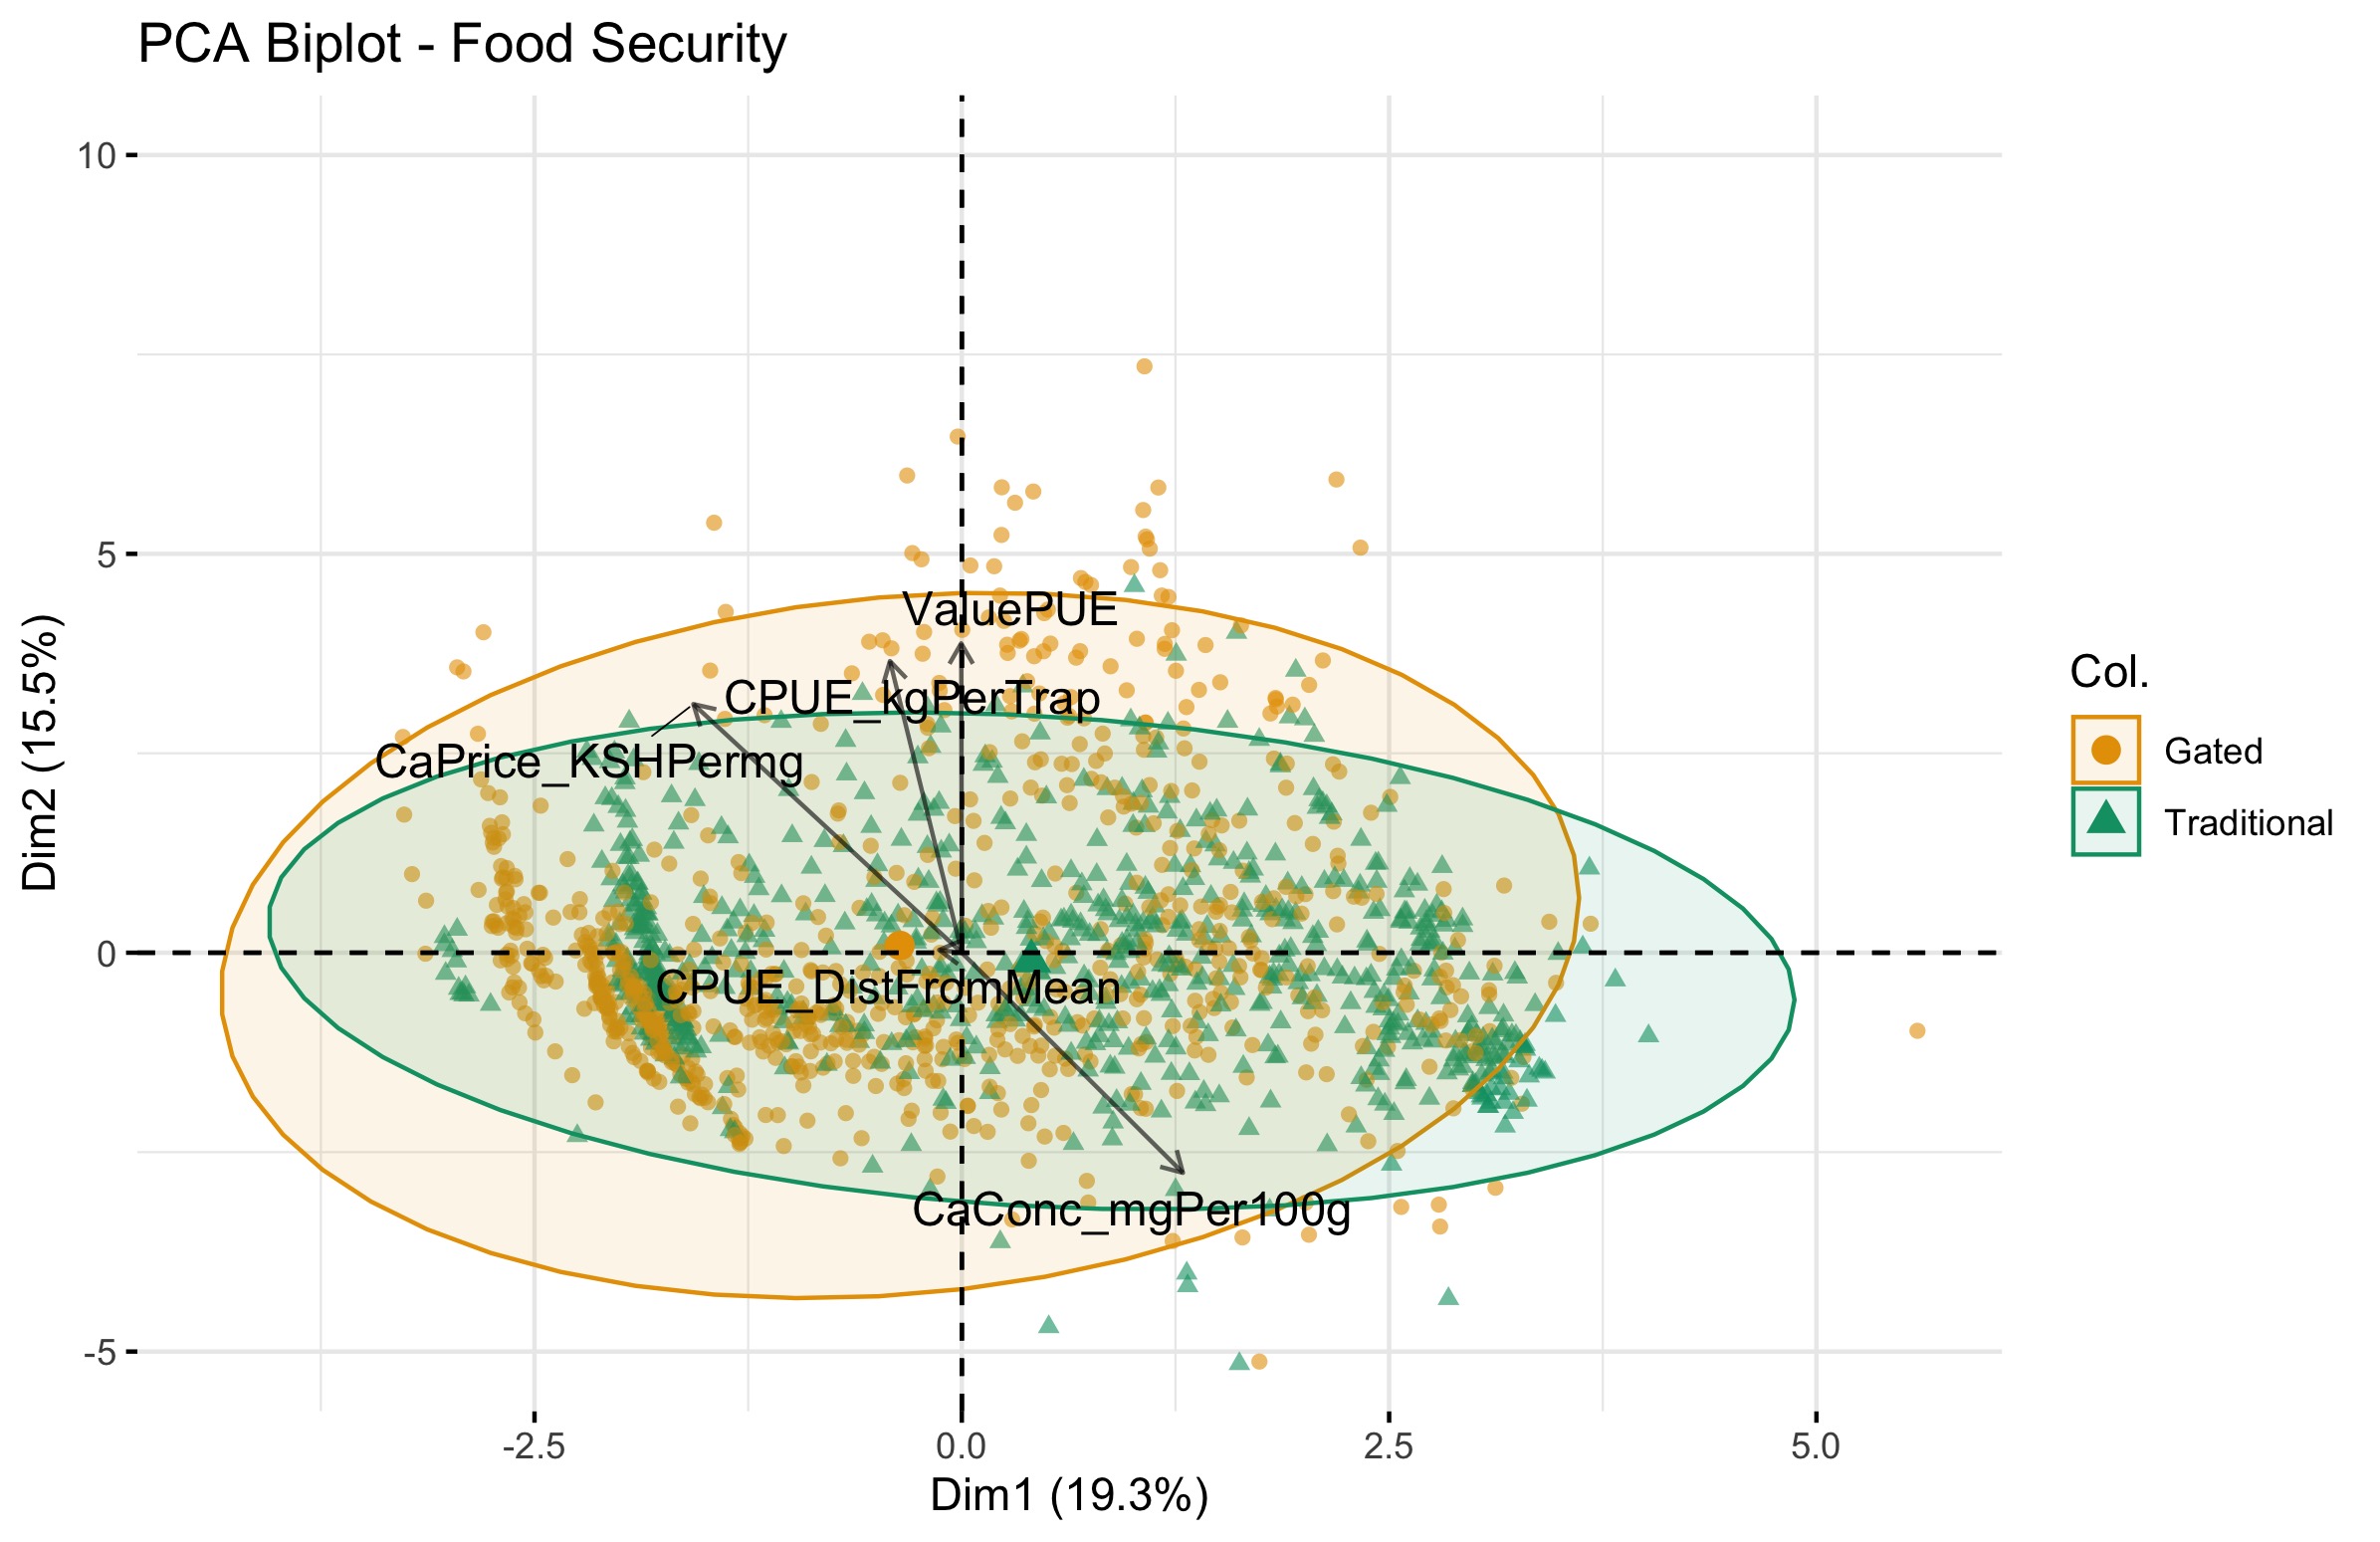 PCA Biplot - Food Security
10
5
0
-5
Dim2 (15.5%)
ValuePUE
CPUE_kgPerTrap
CaPrice_KSHPermg
CPUE_DistFromMean
CaConc_mgPer100g
-2.5
0.0
2.5
5.0
Dim1 (19.3%)
Col.
Gated
Traditional